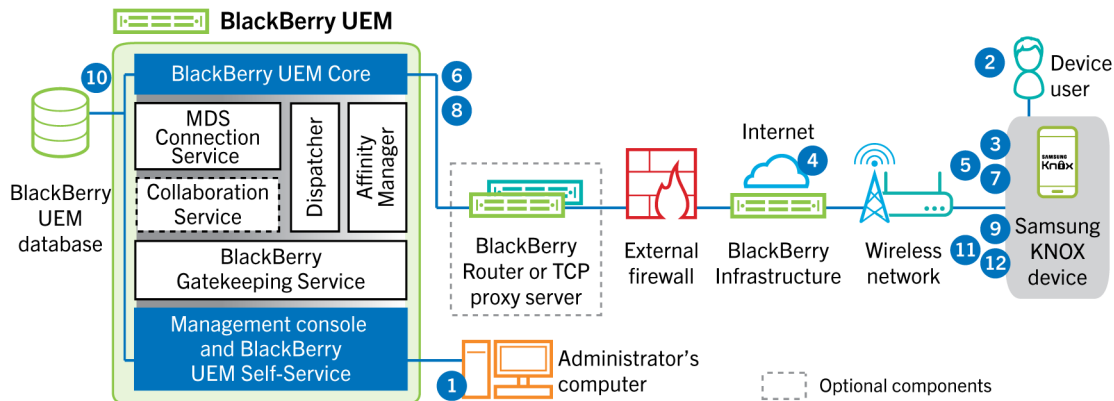 BlackBerry UEM
10
BlackBerry UEM Core
6
8
MDS
Connection
Service
Collaboration
Service
Dispatcher
Affinity
Manager
BlackBerry
Gatekeeping Service
Management console
and BlackBerry
UEM Self-Service
BlackBerry
UEM
database
1
Administrator's
computer
BlackBerry
Router or TCP
proxy server
External
firewall
Internet
4
BlackBerry
Infrastructure
Wireless
network
2
Device
user
3
5
7
SAMSUNG
Knox
9
11
12
Samsung
KNOX
device
Optional components